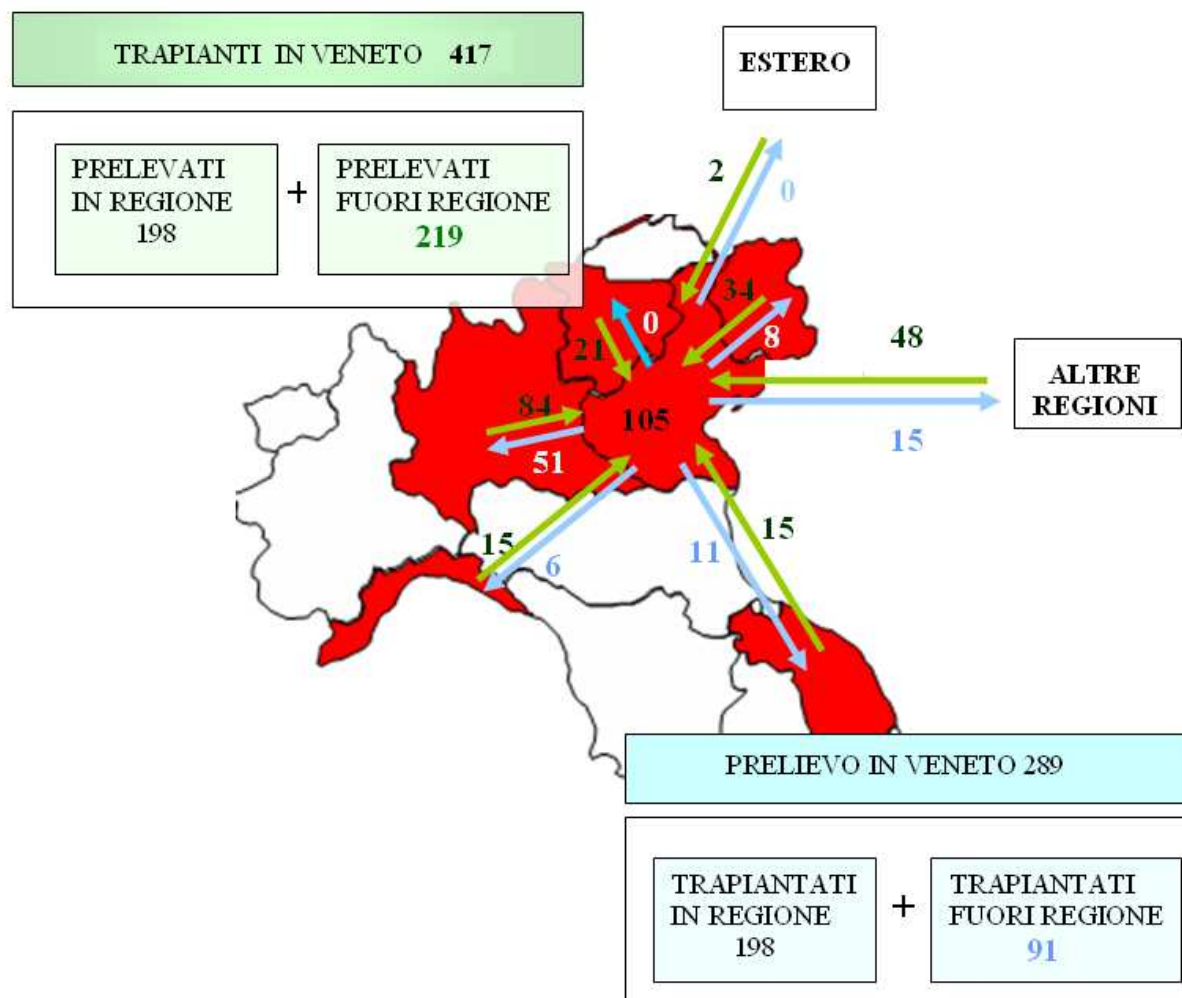 TRAPIANTI IN VENETO 417
PRELEVATI
IN REGIONE
198
+
PRELEVATI
FUORI REGIONE
219
ESTERO
2
0
34
8
0
21
48
ALTRE
REGIONI
15
84
105
51
15
6
11
15
PRELIEVO IN VENETO 289
TRAPIANTATI
IN REGIONE
198
+
TRAPIANTATI
FUORI REGIONE
91